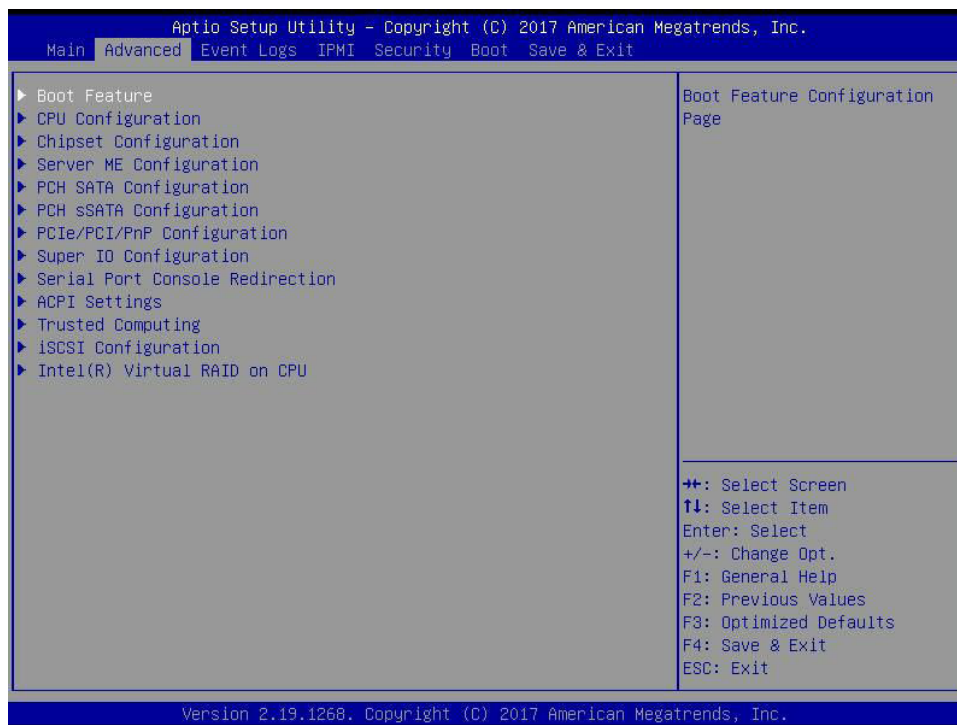 Aptio Setup Utility – Copyright (C) 2017 American Megatrends, Inc.
Main Advanced Event Logs IPMI Security Boot Save & Exit
Boot Feature
CPU Configuration
Chipset Configuration
Server ME Configuration
PCH SATA Configuration
PCH sSATA Configuration
PCIe/PCI/PnP Configuration
Super IO Configuration
Serial Port Console Redirection
ACPI Settings
Trusted Computing
iSCSI Configuration
Intel(R) Virtual RAID on CPU
Boot Feature Configuration
Page
→←: Select Screen
↑↓: Select Item
Enter: Select
+/-: Change Opt.
F1: General Help
F2: Previous Values
F3: Optimized Defaults
F4: Save & Exit
ESC: Exit
Version 2.19.1268. Copyright (C) 2017 American Megatrends, Inc.